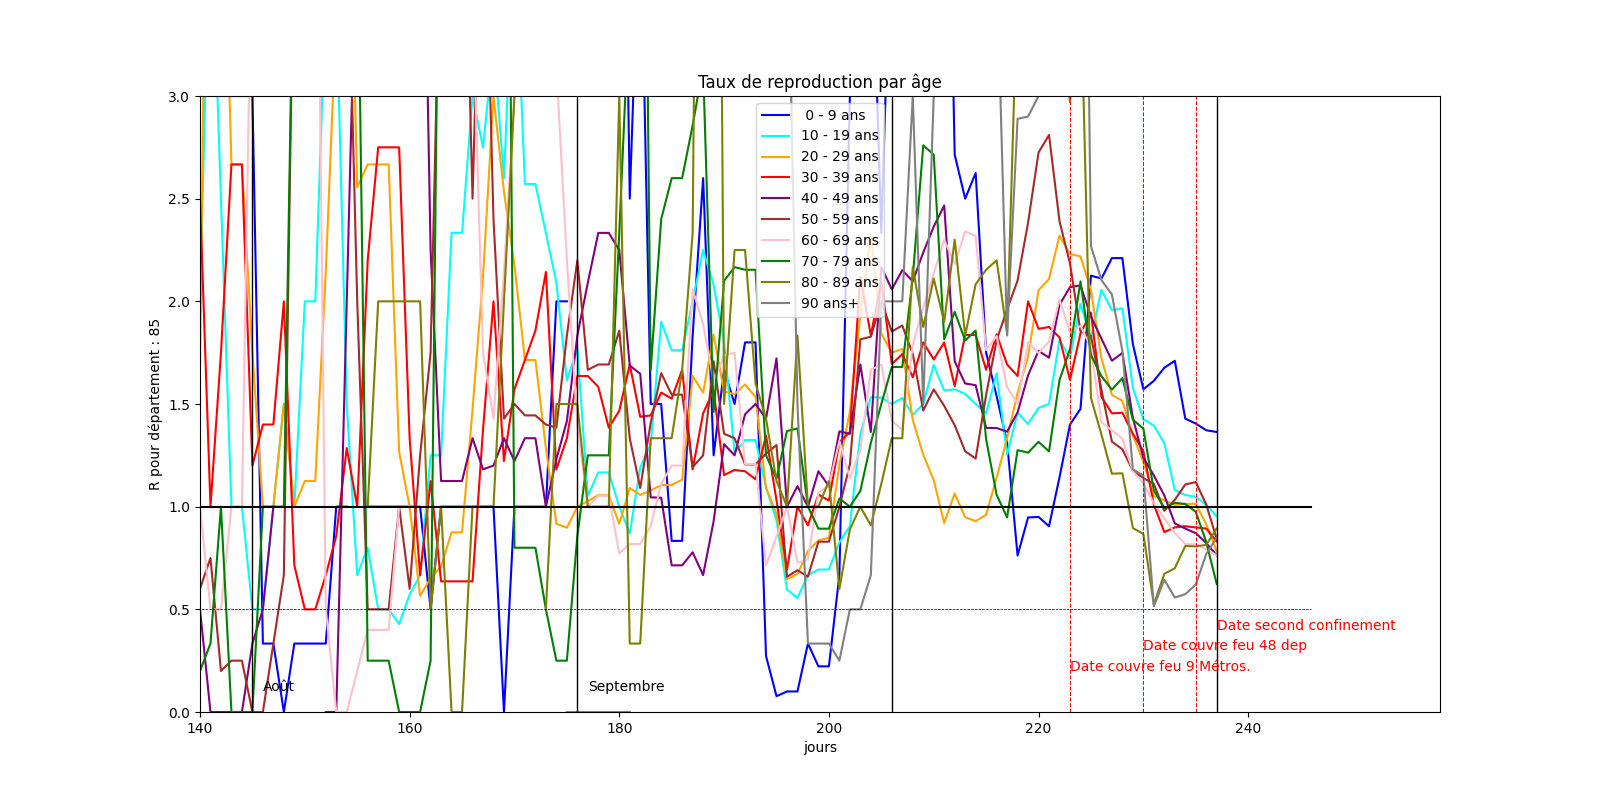 Taux de reproduction par âge
3.0
2.5
2.0
1.5
1.0
0.5
0.0
R pour département : 85
0 - 9 ans
10 - 19 ans
20 - 29 ans
30 - 39 ans
40 - 49 ans
50 - 59 ans
60 - 69 ans
70 - 79 ans
80 - 89 ans
90 ans+
Date second confinement
Date couvre feu 48 dep
Date couvre feu 9 Métros.
Août
Septembre
140
160
180
200
220
240
jours